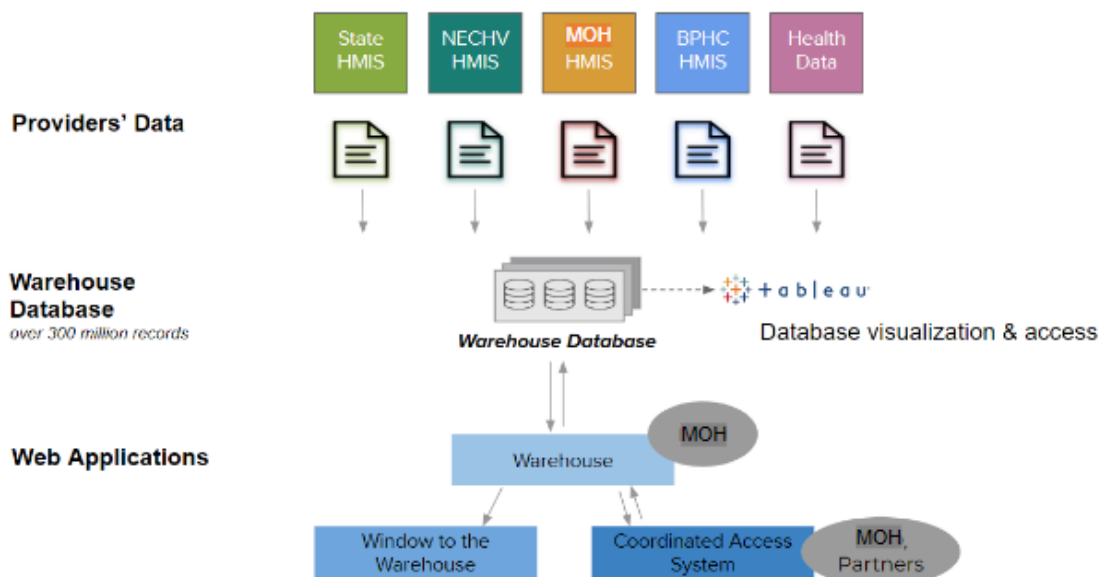 State
HMIS
NECHV
HMIS
MOH
HMIS
BPHC
HMIS
Health
Data
Providers' Data
Warehouse
Database
over 300 million records
Warehouse Database
+ableau
Database visualization & access
Web Applications
MOH
Warehouse
Window to the
Warehouse
Coordinated Access
System
MOH,
Partners